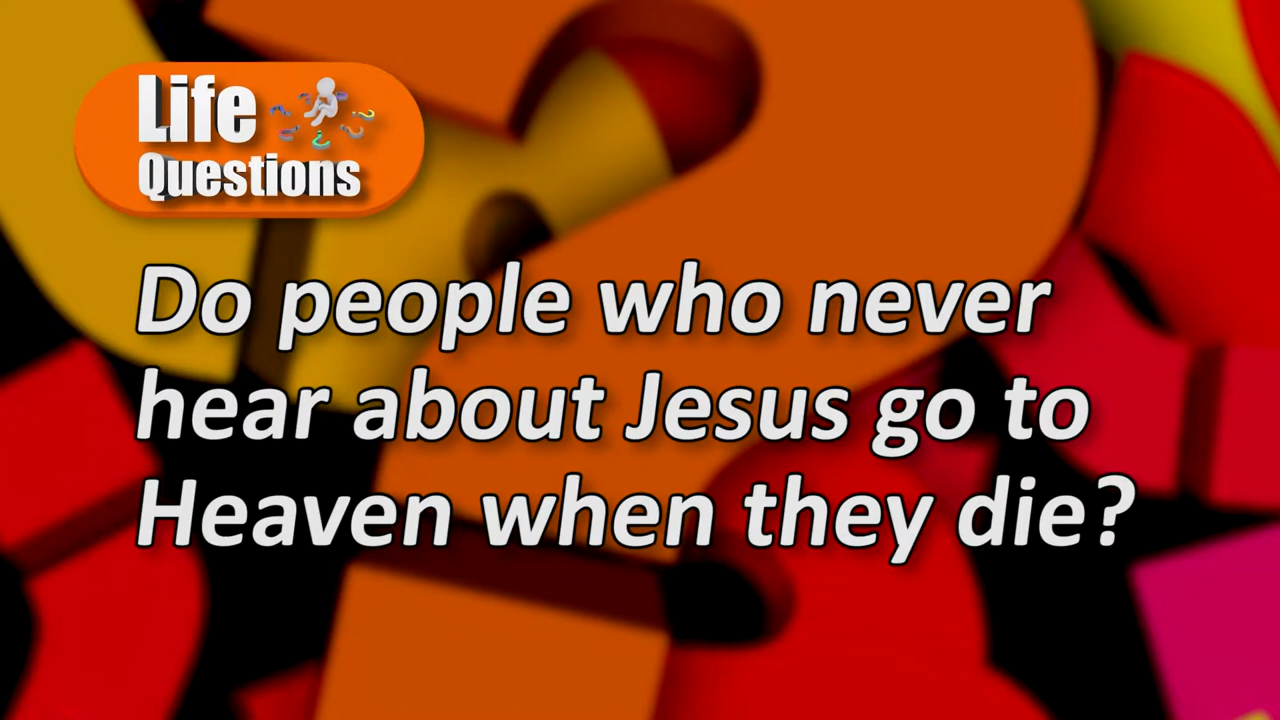 Life
Questions
Do people who never
hear about Jesus go to
Heaven when they die?